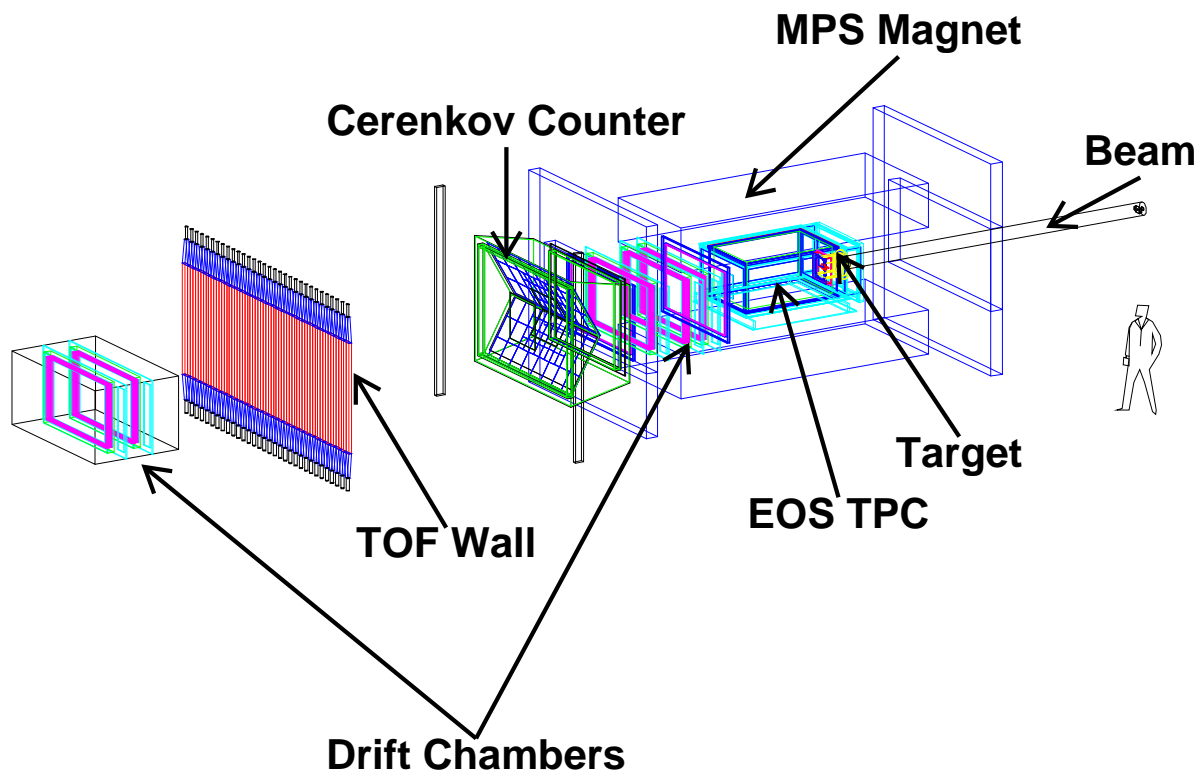 MPS Magnet
Cerenkov Counter
Beam
Target
EOS TPC
TOF Wall
Drift Chambers